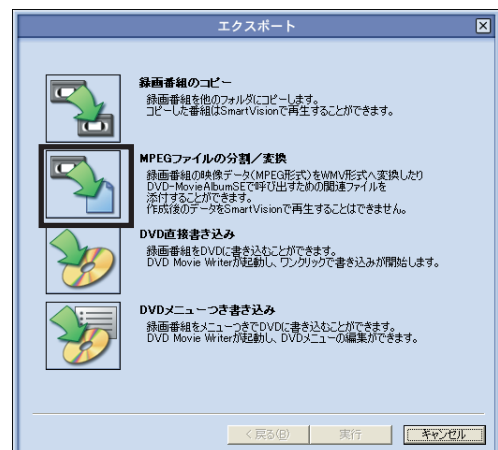 エクスポート
録画番組のコピー
録画番組を他のフォルダにコピーします。
コピーした番組はSmartVisionで再生することができます。
MPEGファイルの分割／変換
録画番組の映像データ(MPEG形式)をWMV形式へ変換したり
DVD-MovieAlbumSEで呼び出すための関連ファイルを
添付することができます。
作成後のデータをSmartVisionで再生することはできません。
DVD直接書き込み
録画番組をDVDに書き込むことができます。
DVD Movie Writerが起動し、ワンクリックで書き込みが開始します。
DVDメニューつき書き込み
録画番組をメニューつきでDVDに書き込むことができます。
DVD Movie Writerが起動し、DVDメニューの編集ができます。
< 戻る(B) 実行 キャンセル